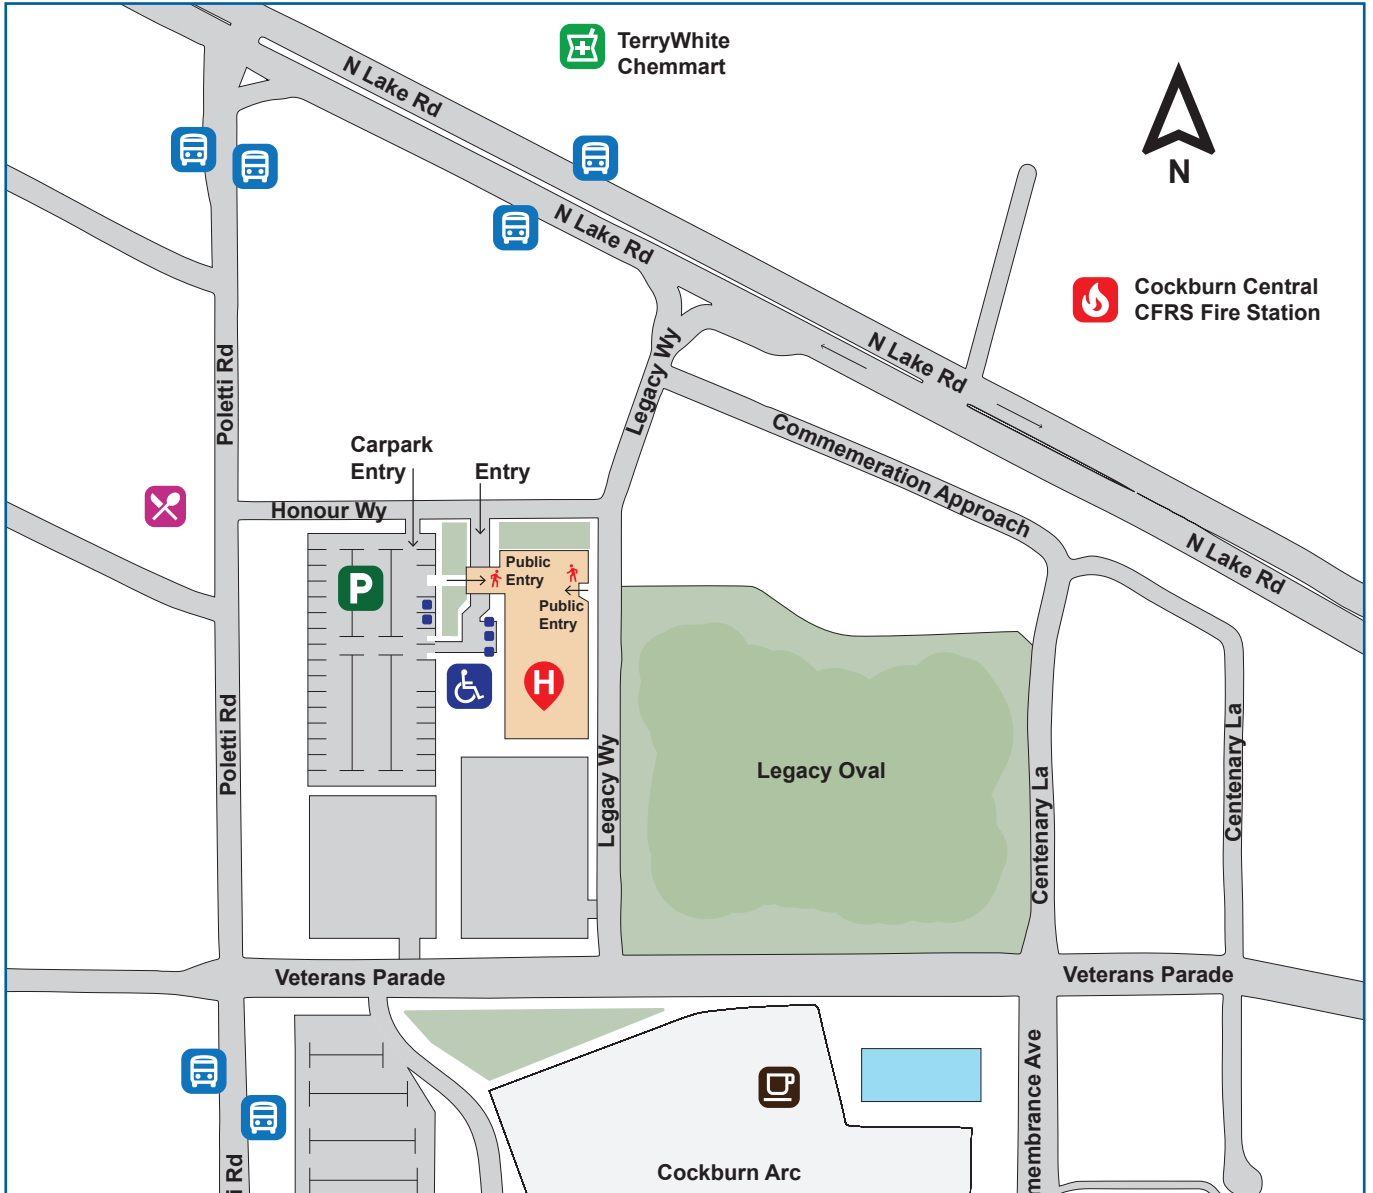 TerryWhite
Chemmart
N Lake Rd
N
N Lake Rd
Cockburn Central
CFRS Fire Station
N Lake Rd
Poletti Rd
Legacy Wy
Commemeration Approach
Carpark
Entry
Entry
Honour Wy
N Lake Rd
Public
Entry
P
Public
Entry
H
Poletti Rd
Legacy Wy
Legacy Oval
Centenary La
Centenary La
Veterans Parade
Veterans Parade
membrance Ave
Cockburn Arc
i Rd